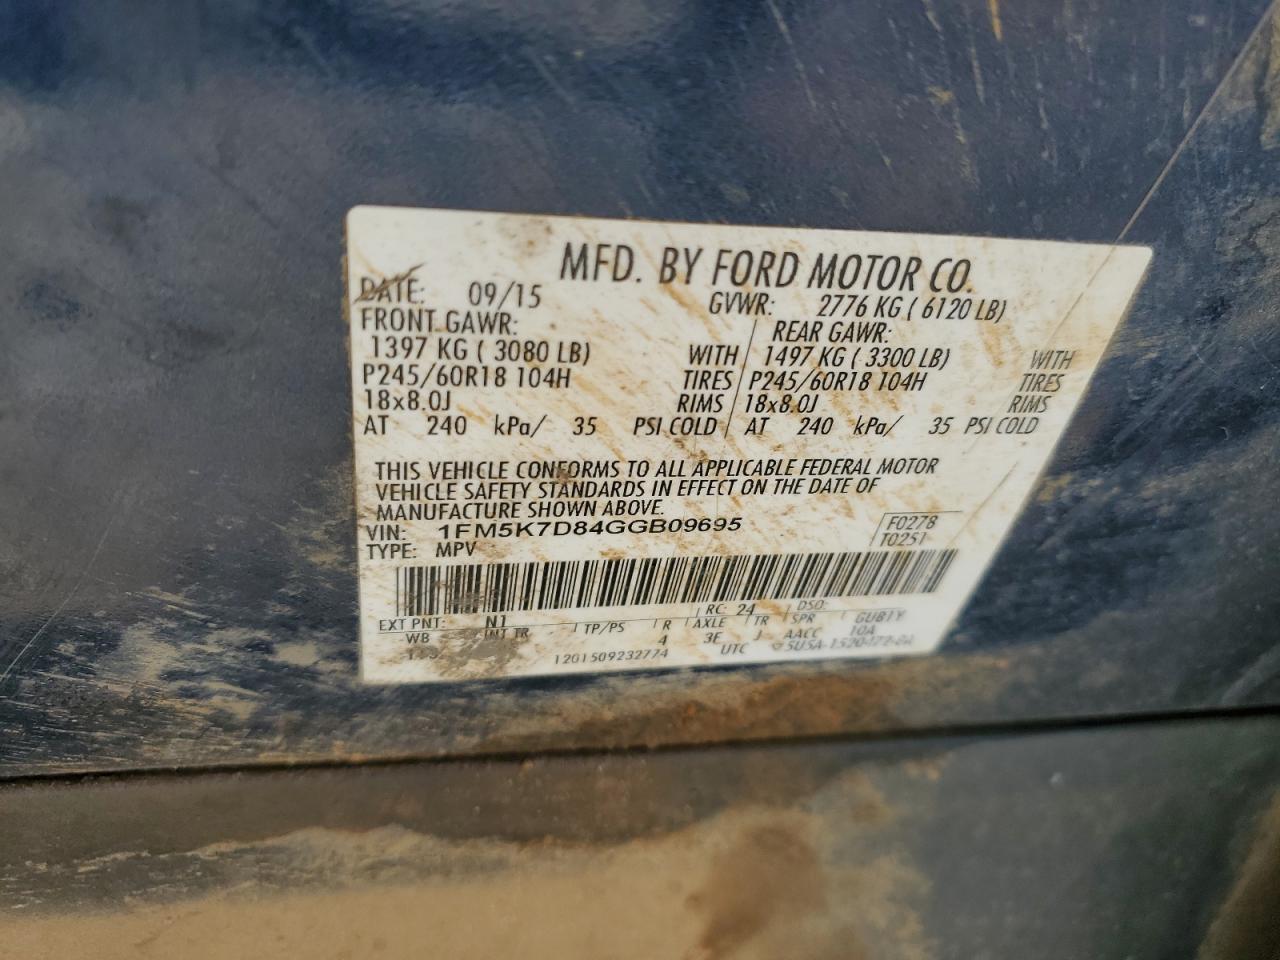 MFD. BY FORD MOTOR CO.
DATE: 09/15 GVWR: 2776 KG ( 6120 LB)
FRONT GAWR: REAR GAWR:
1397 KG ( 3080 LB) WITH 1497 KG ( 3300 LB) WITH
P245/60R18 104H TIRES P245/60R18 104H TIRES
18x8.0J RIMS 18x8.0J RIMS
AT 240 kPa/ 35 PSI COLD AT 240 kPa/ 35 PSI COLD
THIS VEHICLE CONFORMS TO ALL APPLICABLE FEDERAL MOTOR
VEHICLE SAFETY STANDARDS IN EFFECT ON THE DATE OF
MANUFACTURE SHOWN ABOVE.
VIN: 1FM5K7D84GGB09695 F0278
TYPE: MPV T0251
EXT PNT: N1 RC: 24 DSO:
WB INT TR TP/PS R AXLE TR SPR GUB1Y
4 3E J AACC 10A
1201509232774 UTC